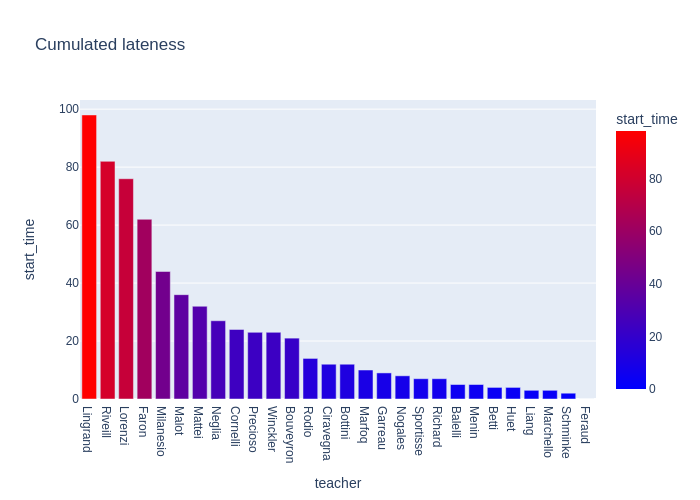 Cumulated lateness
start_time
100
80
60
40
20
0
start_time
80
60
40
20
0
Lingrand
Riveill
Lorenzi
Faron
Milanesio
Malot
Mattei
Neglia
Cornelli
Precioso
Winckler
Bouveyron
Rodio
Ciravegna
Bottini
Marfoq
Garreau
Nogales
Sportisse
Richard
Balelli
Menin
Betti
Huet
Liang
Marchello
Schminke
Feraud
teacher